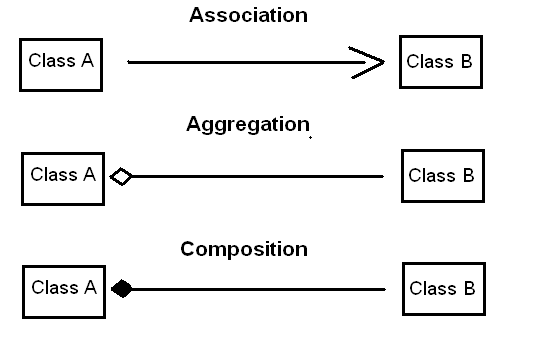 Association
Class A
Class B
Aggregation
Class A
Class B
Composition
Class A
Class B